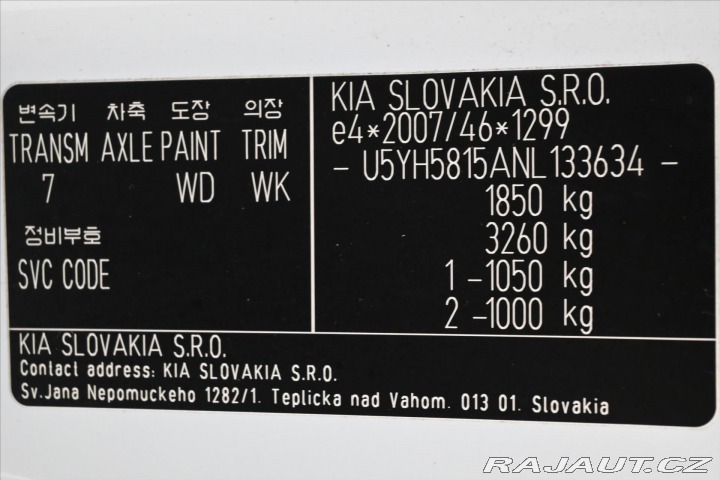 변속기 차축 도장 의장
TRANSM AXLE PAINT TRIM
7 WD WK
정비부호
SVC CODE
KIA SLOVAKIA S.R.O.
e4*2007/46*1299
- U5YH5815ANL133634 -
1850 kg
3260 kg
1 -1050 kg
2 -1000 kg
KIA SLOVAKIA S.R.O.
Contact address: KIA SLOVAKIA S.R.O.
Sv.Jana Nepomuckeho 1282/1. Teplicka nad Vahom. 013 01. Slovakia
RAJAUT.CZ